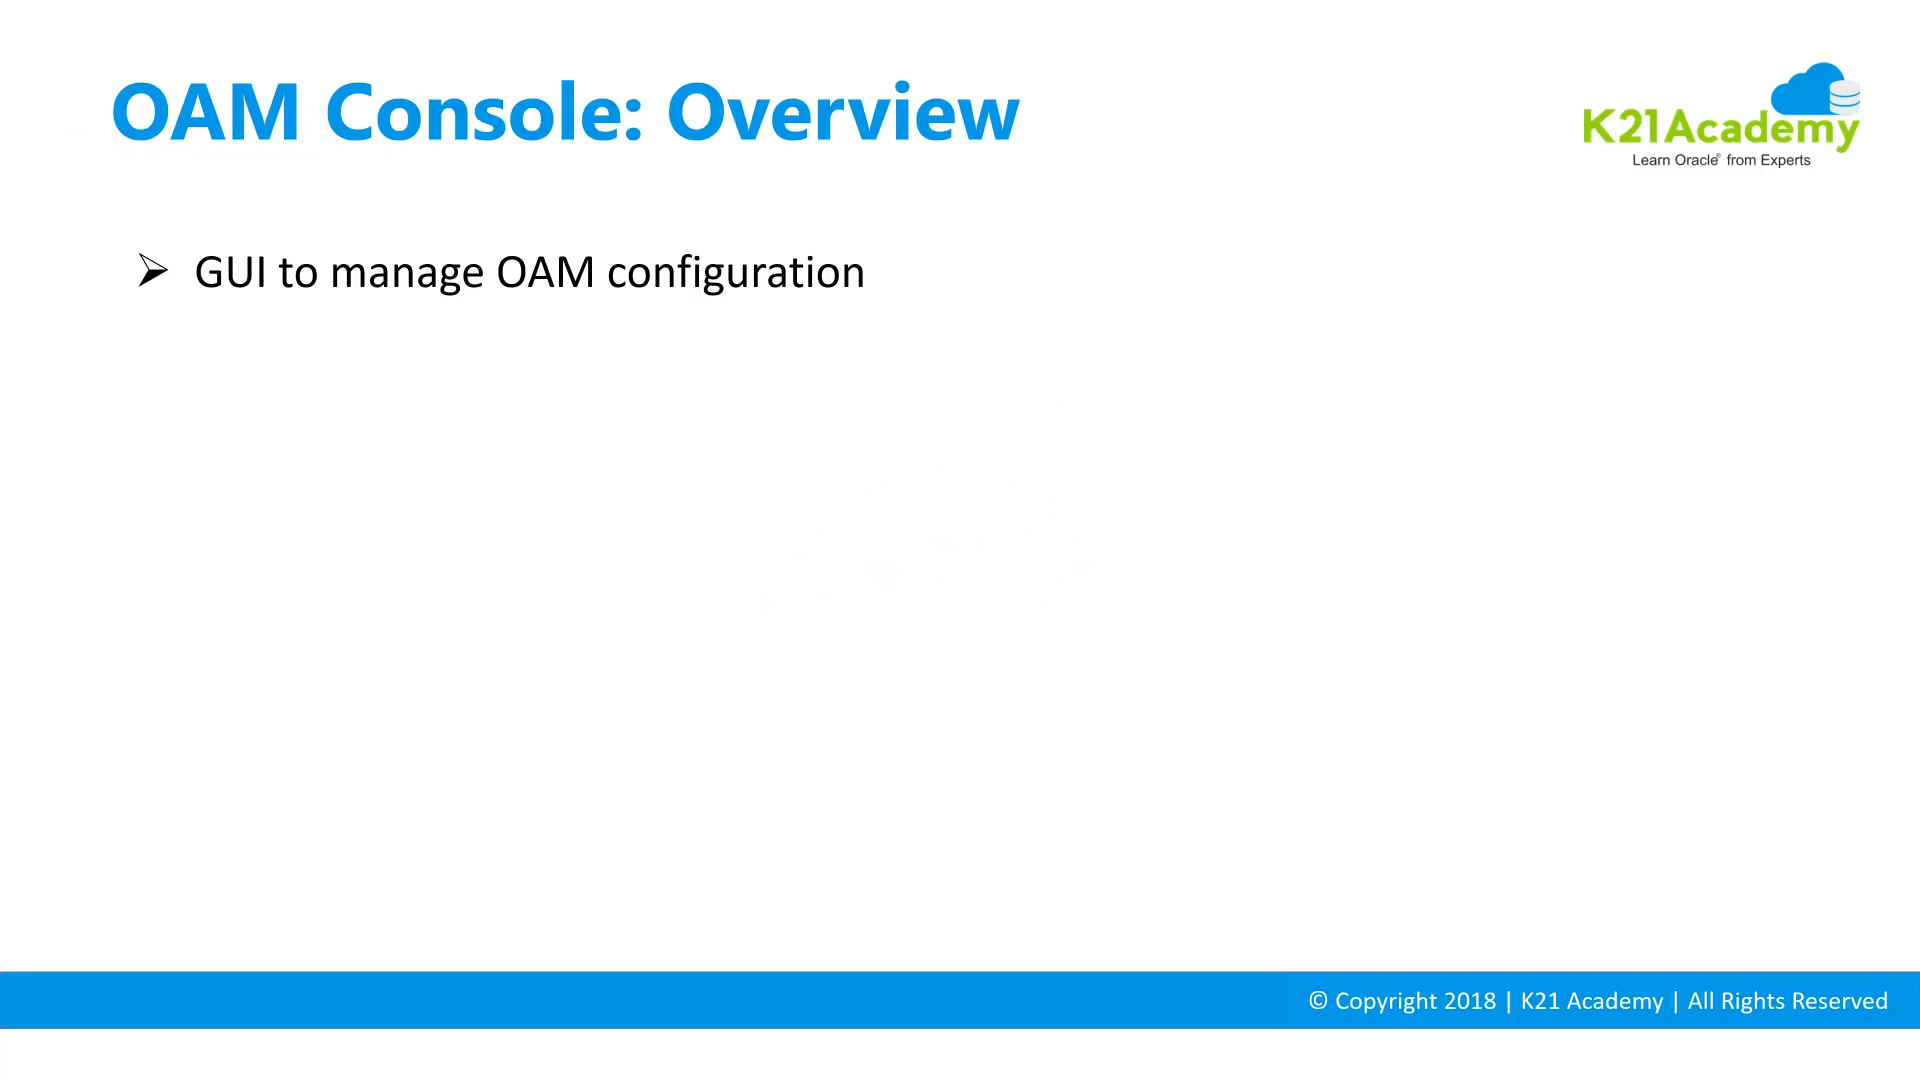 OAM Console: Overview
K21Academy
Learn Oracle® from Experts
➢ GUI to manage OAM configuration
© Copyright 2018 | K21 Academy | All Rights Reserved